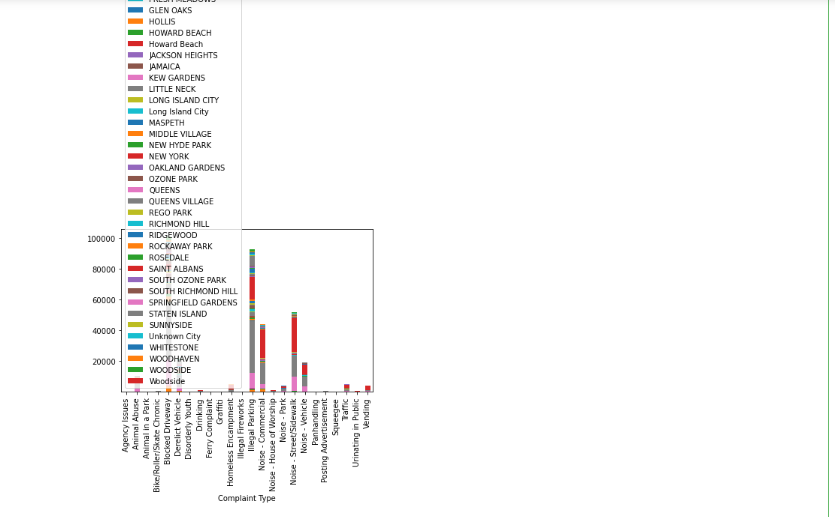 FRESH MEADOWS
GLEN OAKS
HOLLIS
HOWARD BEACH
Howard Beach
JACKSON HEIGHTS
JAMAICA
KEW GARDENS
LITTLE NECK
LONG ISLAND CITY
Long Island City
MASPETH
MIDDLE VILLAGE
NEW HYDE PARK
NEW YORK
OAKLAND GARDENS
OZONE PARK
QUEENS
QUEENS VILLAGE
REGO PARK
RICHMOND HILL
RIDGEWOOD
ROCKAWAY PARK
ROSEDALE
SAINT ALBANS
SOUTH OZONE PARK
SOUTH RICHMOND HILL
SPRINGFIELD GARDENS
STATEN ISLAND
SUNNYSIDE
Unknown City
WHITESTONE
WOODHAVEN
WOODSIDE
Woodside
100000
80000
60000
40000
20000
Agency Issues
Animal Abuse
Animal in a Park
Bike/Roller/Skate Chronic
Blocked Driveway
Derelict Vehicle
Disorderly Youth
Drinking
Ferry Complaint
Graffiti
Homeless Encampment
Illegal Fireworks
Illegal Parking
Noise - Commercial
Noise - House of Worship
Noise - Park
Noise - Street/Sidewalk
Noise - Vehicle
Panhandling
Posting Advertisement
Squeegee
Traffic
Urinating in Public
Vending
Complaint Type